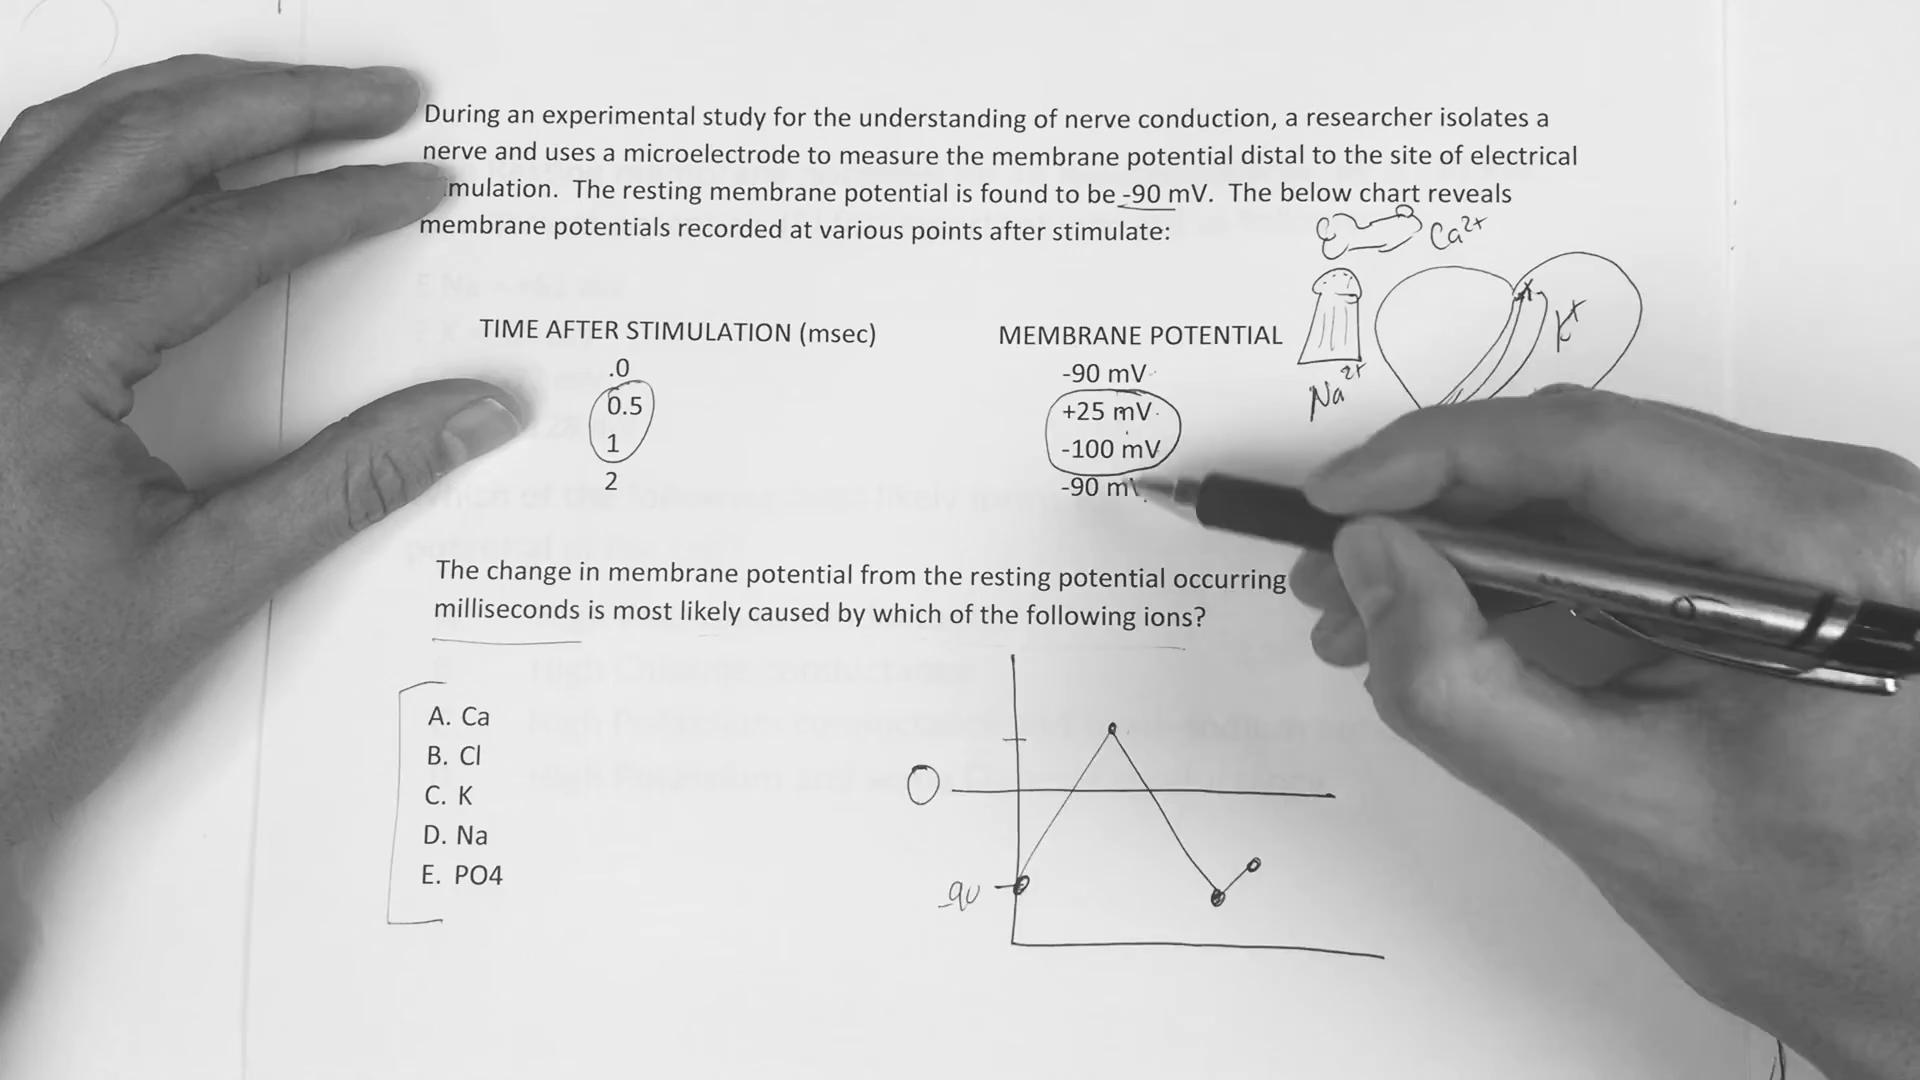 During an experimental study for the understanding of nerve conduction, a researcher isolates a
nerve and uses a microelectrode to measure the membrane potential distal to the site of electrical
mulation. The resting membrane potential is found to be -90 mV. The below chart reveals
membrane potentials recorded at various points after stimulate:
Ca2+
TIME AFTER STIMULATION (msec) MEMBRANE POTENTIAL
K+
.0 -90 mV
Na2+
0.5 +25 mV
1 -100 mV
2 -90 mV
The change in membrane potential from the resting potential occurring
milliseconds is most likely caused by which of the following ions?
A. Ca
B. Cl
C. K
D. Na
E. PO4
0
-90